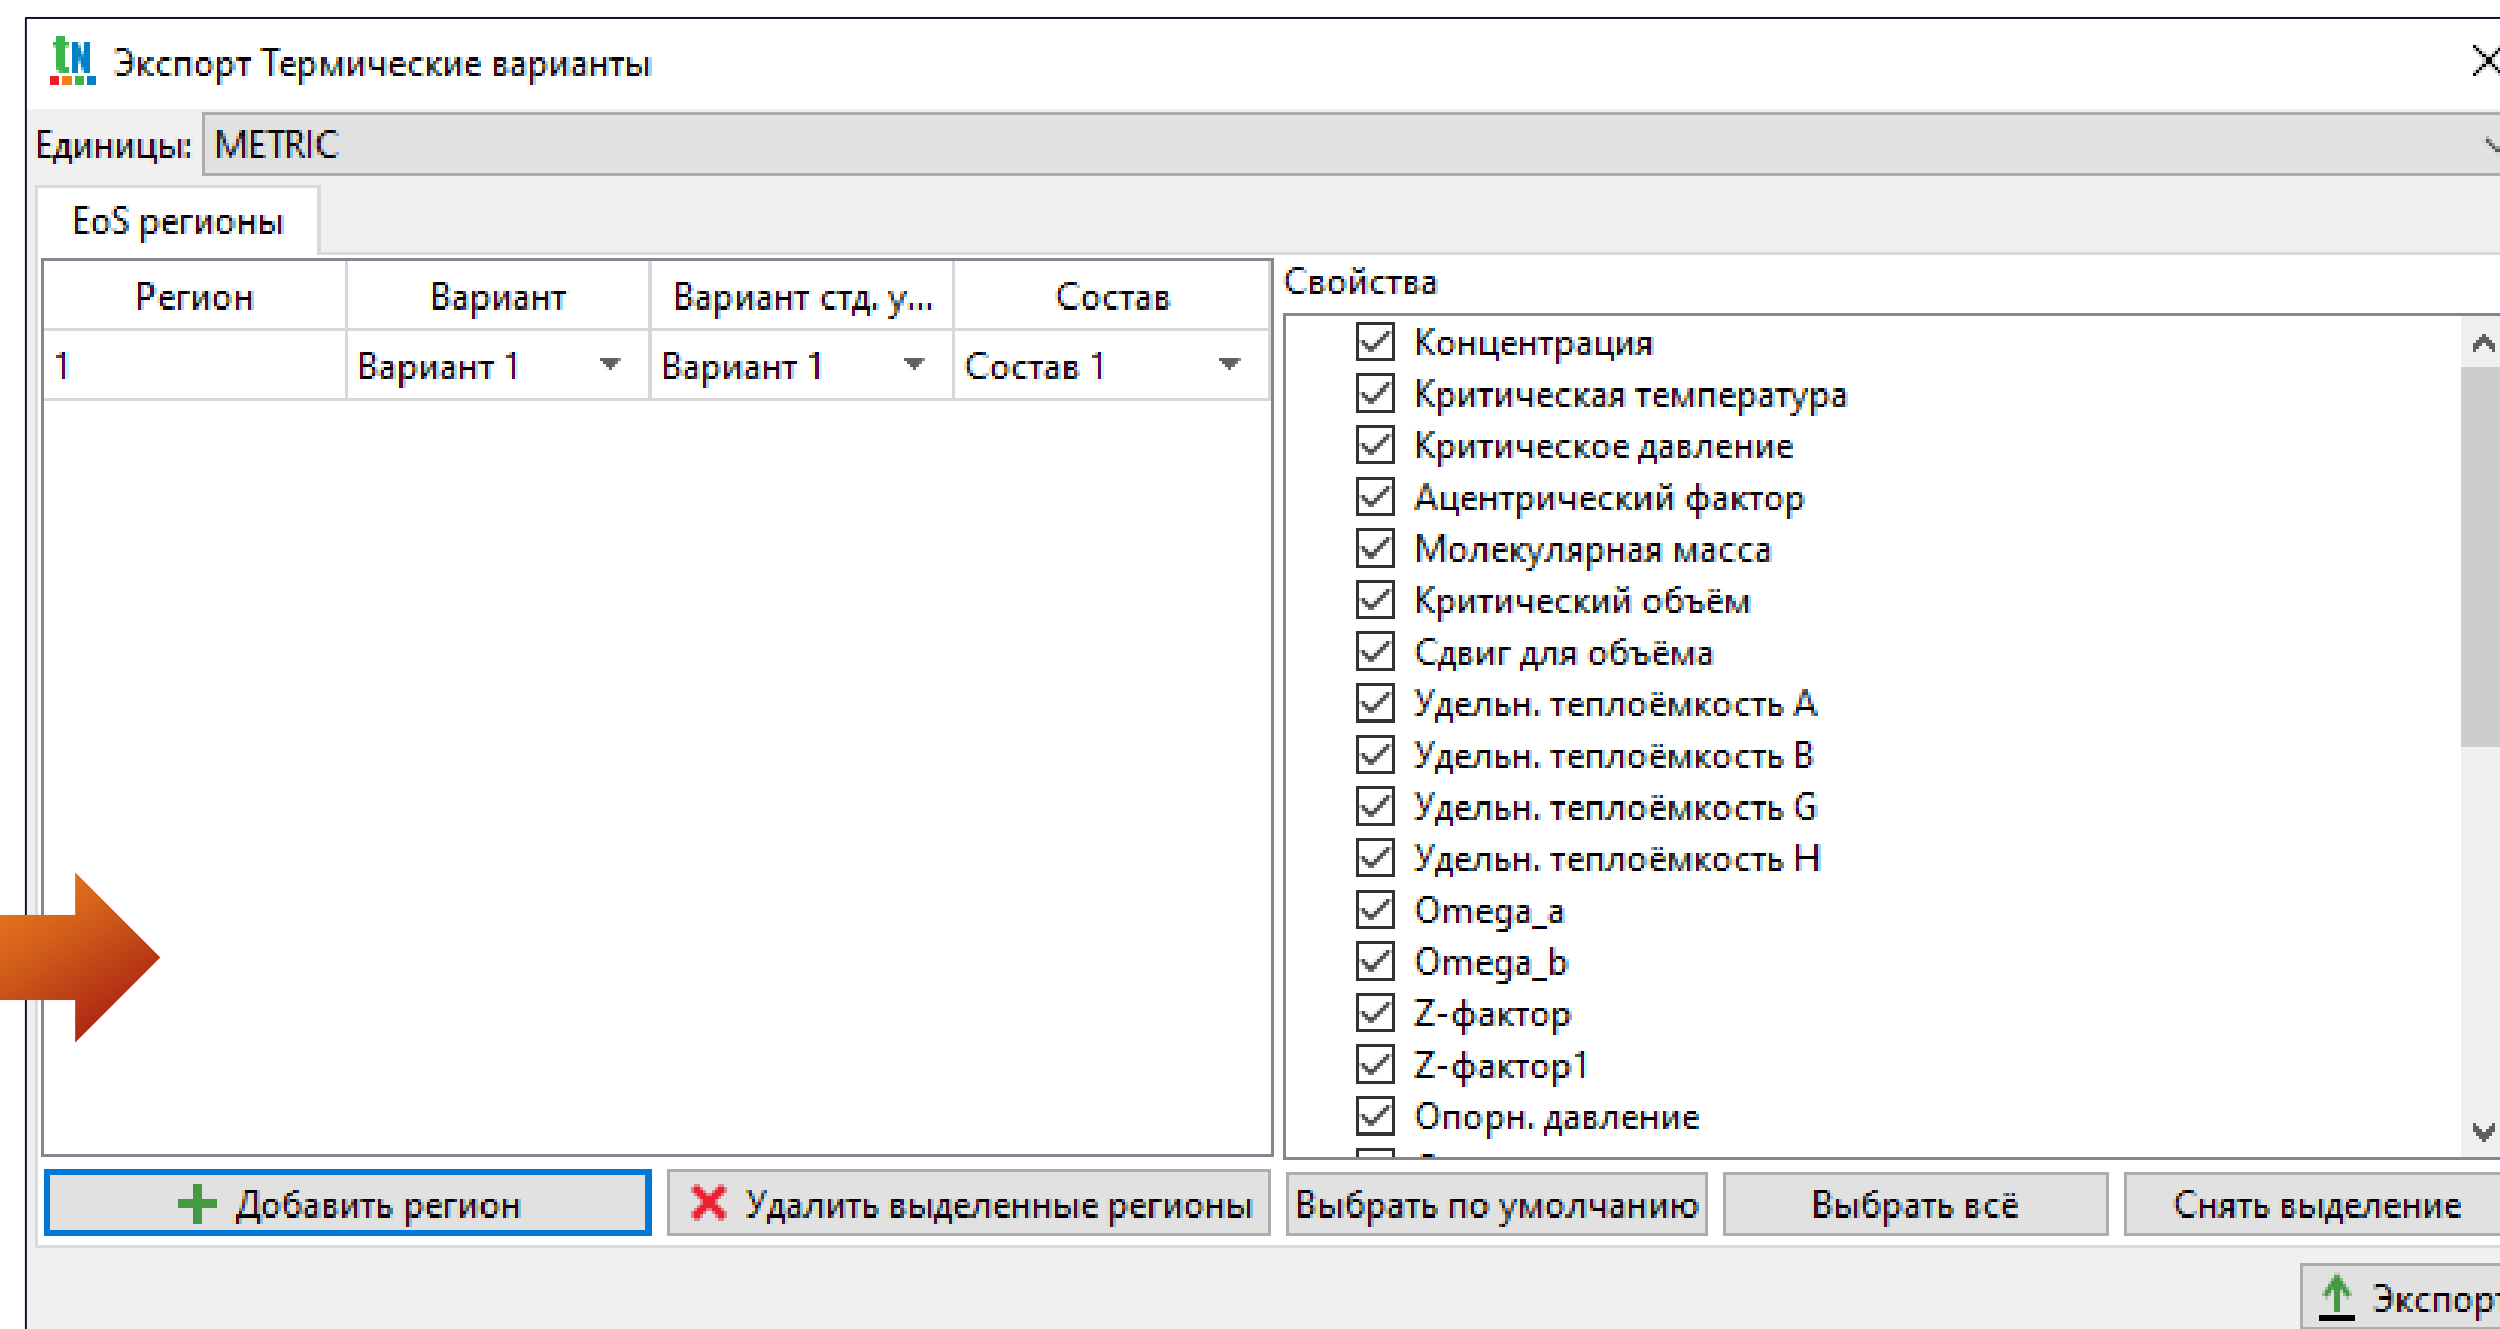 tN Экспорт Термические варианты
Единицы: METRIC
EoS регионы
Регион Вариант Вариант стд. у... Состав
1 Вариант 1 Вариант 1 Состав 1
Свойства
Концентрация
Критическая температура
Критическое давление
Ацентрический фактор
Молекулярная масса
Критический объём
Сдвиг для объёма
Удельн. теплоёмкость A
Удельн. теплоёмкость B
Удельн. теплоёмкость G
Удельн. теплоёмкость H
Omega_a
Omega_b
Z-фактор
Z-фактор1
Опорн. давление
Добавить регион Удалить выделенные регионы Выбрать по умолчанию Выбрать всё Снять выделение
Экспорт